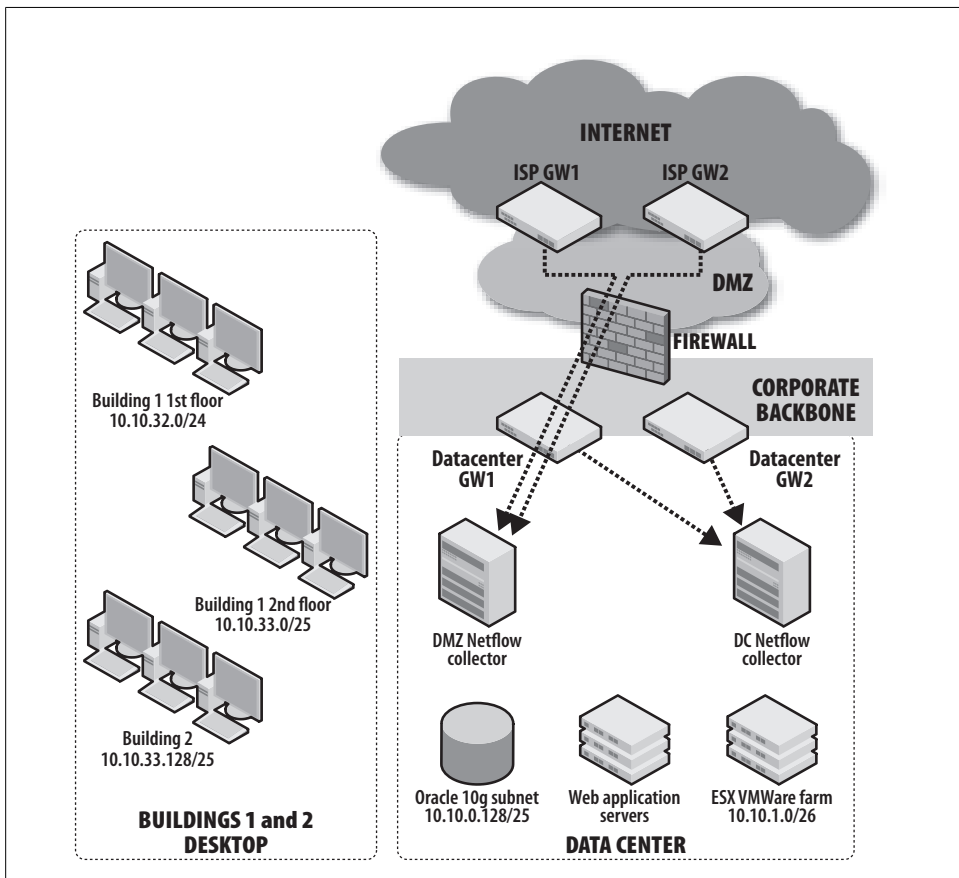 INTERNET
ISP GW1
ISP GW2
DMZ
FIREWALL
CORPORATE
BACKBONE
Datacenter
GW1
Datacenter
GW2
DMZ Netflow
collector
DC Netflow
collector
Oracle 10g subnet
10.10.0.128/25
Web application
servers
ESX VMWare farm
10.10.1.0/26
DATA CENTER
Building 1 1st floor
10.10.32.0/24
Building 1 2nd floor
10.10.33.0/25
Building 2
10.10.33.128/25
BUILDINGS 1 and 2
DESKTOP